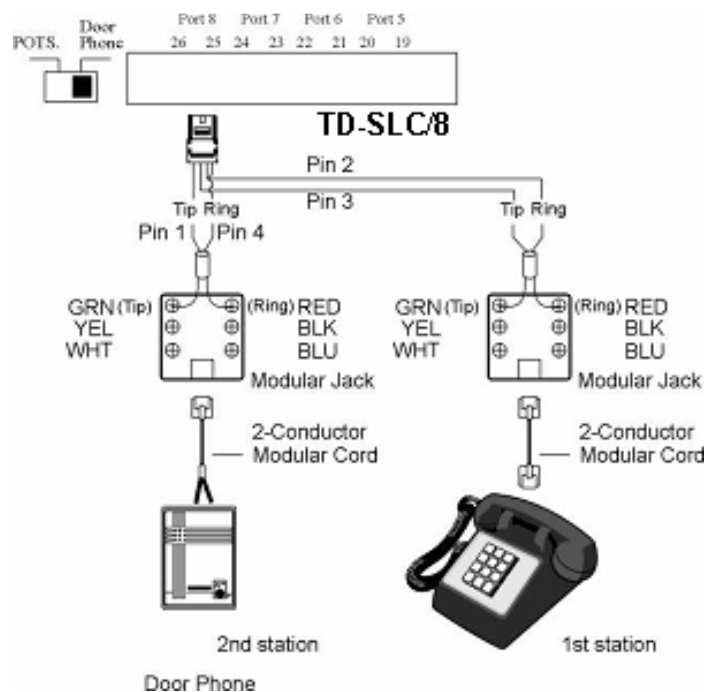 Port 8 Port 7 Port 6 Port 5
POTS. Door Phone 26 25 24 23 22 21 20 19
TD-SLC/8
Pin 2
Pin 3
Tip Ring Tip Ring
Pin 1 Pin 4
GRN (Tip) (Ring) RED GRN (Tip) (Ring) RED
YEL BLK YEL BLK
WHT BLU WHT BLU
Modular Jack Modular Jack
2-Conductor 2-Conductor
Modular Cord Modular Cord
2nd station 1st station
Door Phone